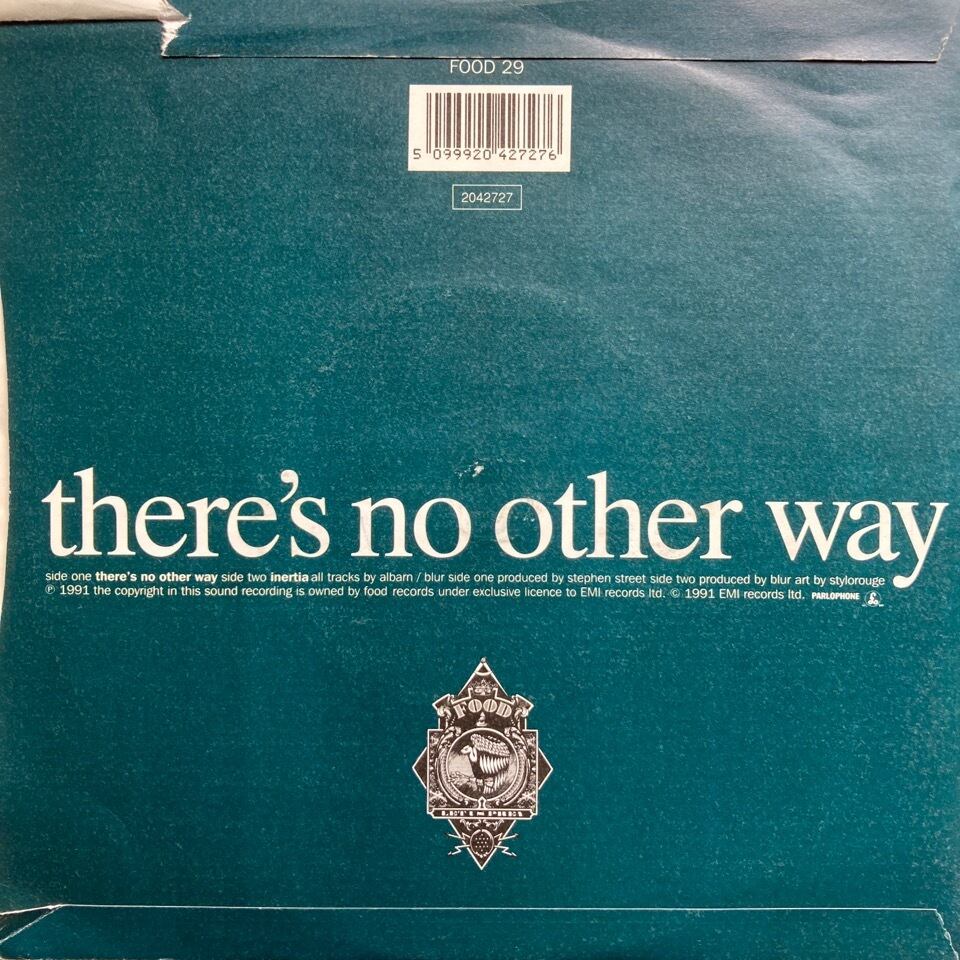 FOOD 29
5 099920 427276
2042727
there's no other way
side one there's no other way side two inertia all tracks by albarn / blur side one produced by stephen street side two produced by blur art by stylorouge
℗ 1991 the copyright in this sound recording is owned by food records under exclusive licence to EMI records ltd. © 1991 EMI records ltd. PARLOPHONE
FOOD
LET US PREY